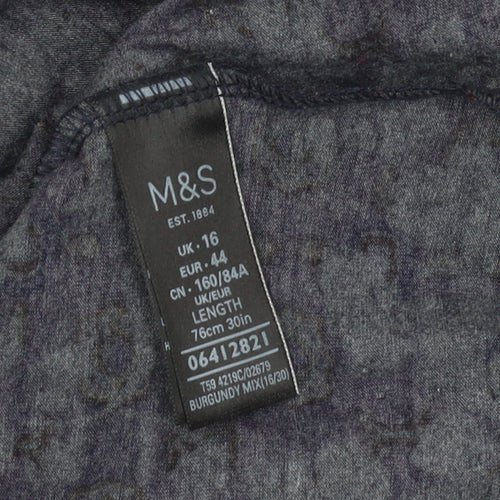 M&S
EST. 1884
UK · 16
EUR · 44
CN · 160/84A
UK/EUR
LENGTH
76cm 30in
06412821
T59 4219C/02679
BURGUNDY MIX(16/30)